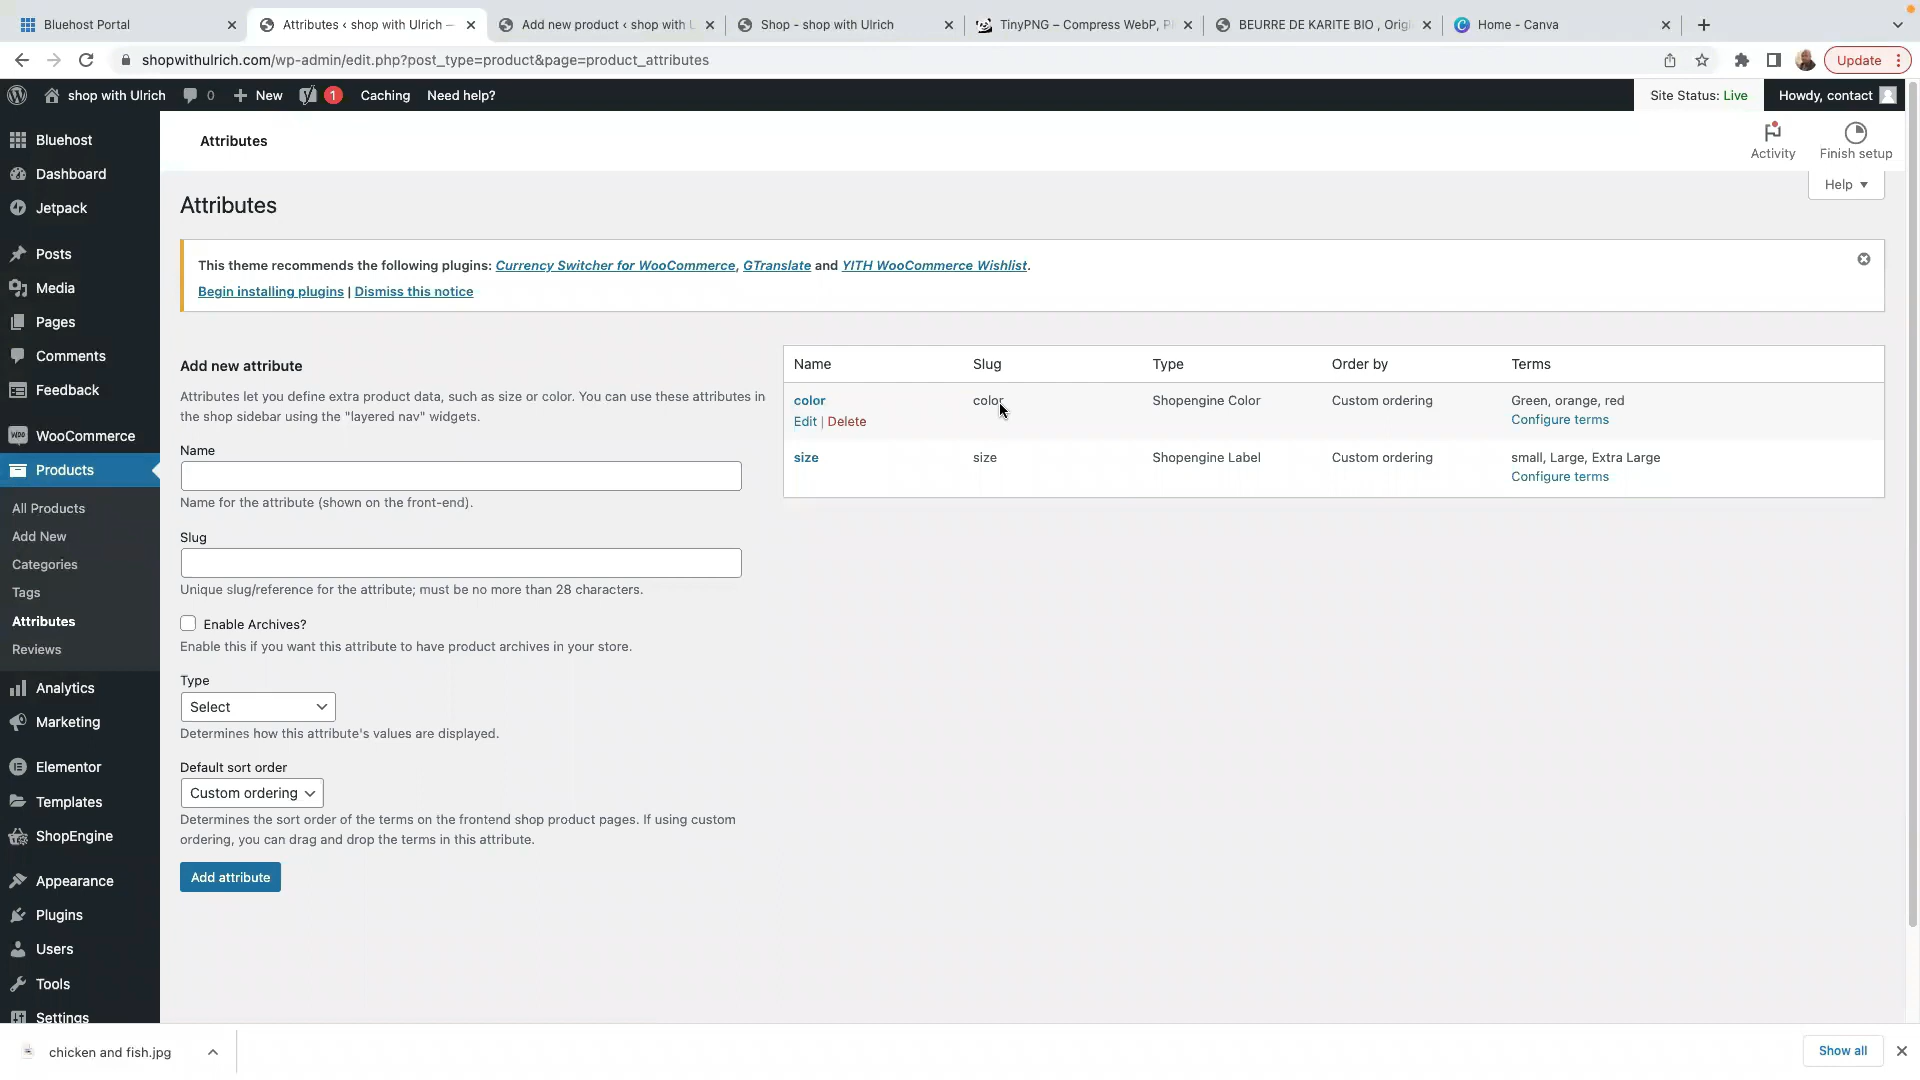 Bluehost Portal
Attributes ‹ shop with Ulrich —
Add new product ‹ shop with U
Shop - shop with Ulrich
TinyPNG – Compress WebP, P
BEURRE DE KARITE BIO , Orig
Home - Canva
shopwithulrich.com/wp-admin/edit.php?post_type=product&page=product_attributes
Update
shop with Ulrich
0
New
1
Caching
Need help?
Site Status: Live
Howdy, contact
Bluehost
Dashboard
Jetpack
Posts
Media
Pages
Comments
Feedback
WooCommerce
Products
All Products
Add New
Categories
Tags
Attributes
Reviews
Analytics
Marketing
Elementor
Templates
ShopEngine
Appearance
Plugins
Users
Tools
Settings
Attributes
Activity
Finish setup
Help
Attributes
This theme recommends the following plugins: Currency Switcher for WooCommerce, GTranslate and YITH WooCommerce Wishlist.
Begin installing plugins | Dismiss this notice
Add new attribute
Attributes let you define extra product data, such as size or color. You can use these attributes in
the shop sidebar using the "layered nav" widgets.
Name
Name for the attribute (shown on the front-end).
Slug
Unique slug/reference for the attribute; must be no more than 28 characters.
Enable Archives?
Enable this if you want this attribute to have product archives in your store.
Type
Select
Determines how this attribute's values are displayed.
Default sort order
Custom ordering
Determines the sort order of the terms on the frontend shop product pages. If using custom
ordering, you can drag and drop the terms in this attribute.
Add attribute
Name Slug Type Order by Terms
color color Shopengine Color Custom ordering Green, orange, red
Edit | Delete Configure terms
size size Shopengine Label Custom ordering small, Large, Extra Large
Configure terms
chicken and fish.jpg
Show all